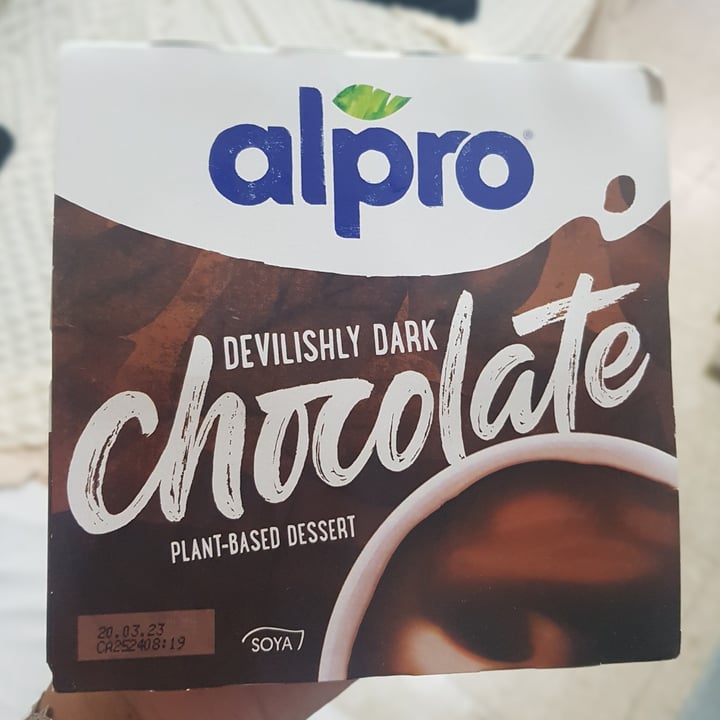 alpro®
DEVILISHLY DARK
chocolate
PLANT-BASED DESSERT
20.03.23
CA252408:19
SOYA